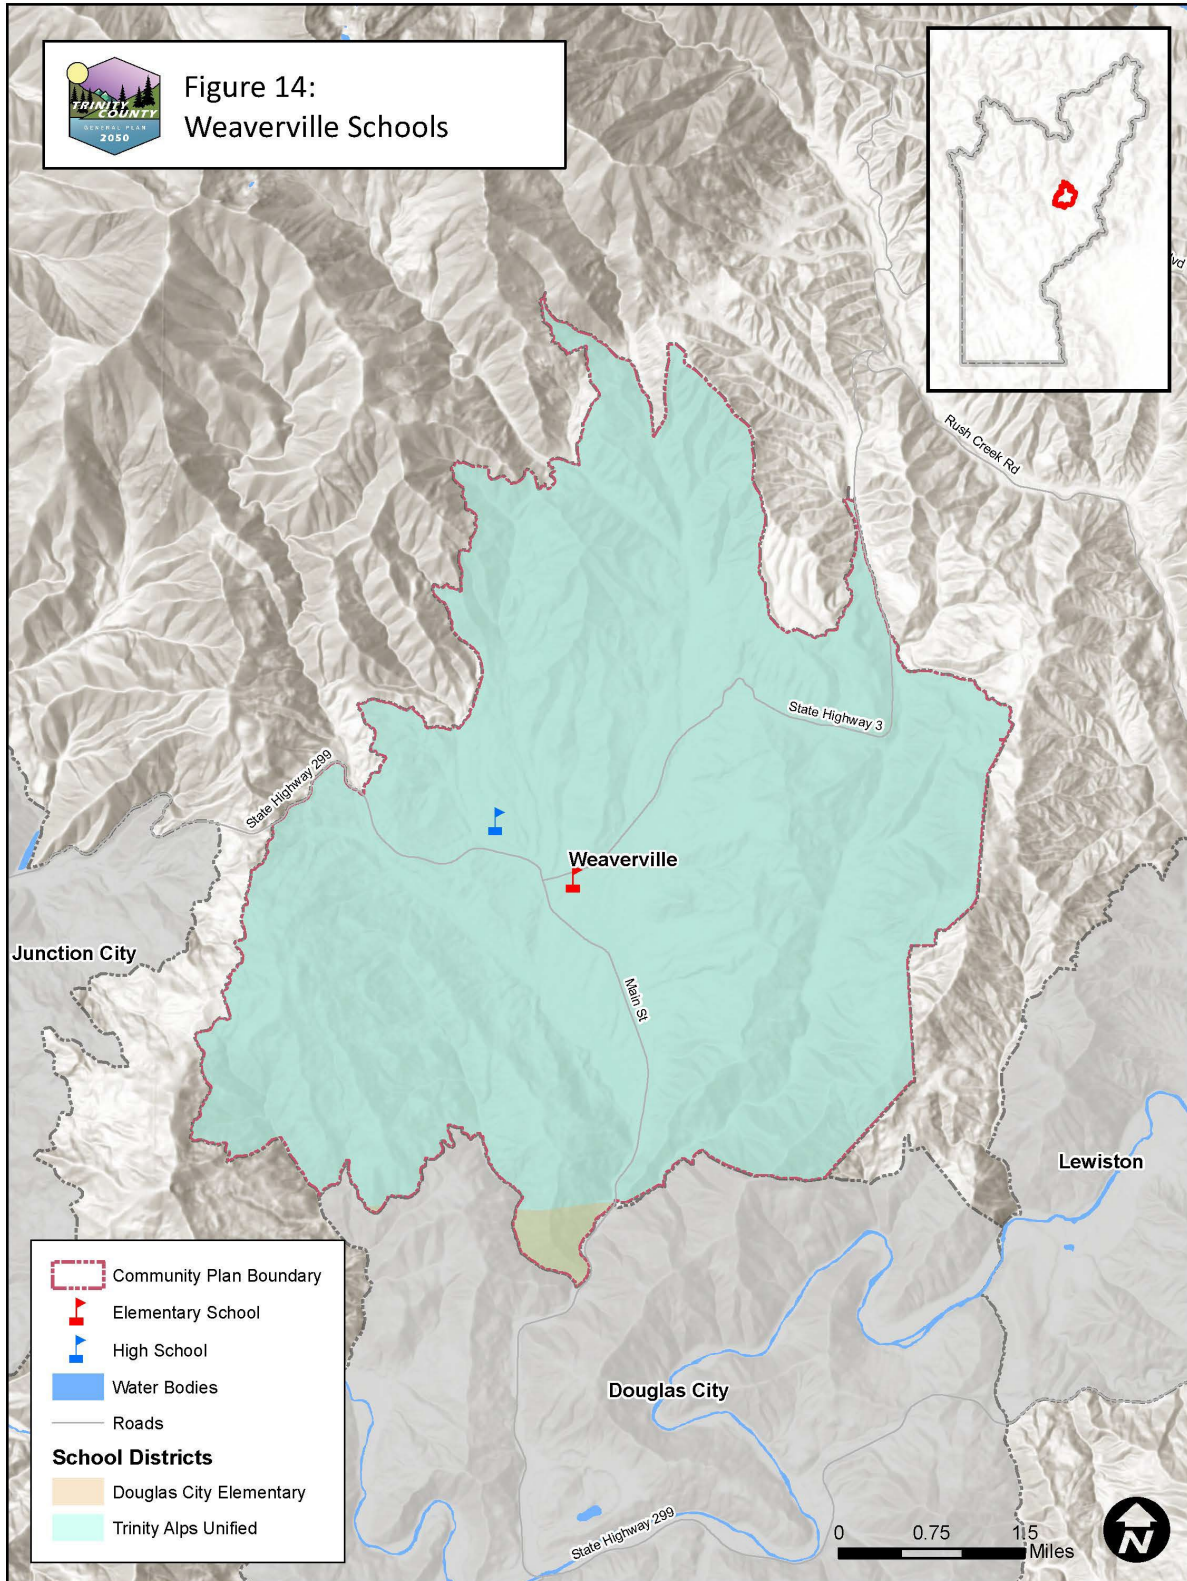 TRINITY
COUNTY
GENERAL PLAN
2050
Figure 14:
Weaverville Schools
lvd
Rush Creek Rd
State Highway 3
State Highway 299
Weaverville
Junction City
Main St
Lewiston
Douglas City
State Highway 299
Community Plan Boundary
Elementary School
High School
Water Bodies
Roads
School Districts
Douglas City Elementary
Trinity Alps Unified
0 0.75 1.5
Miles
N